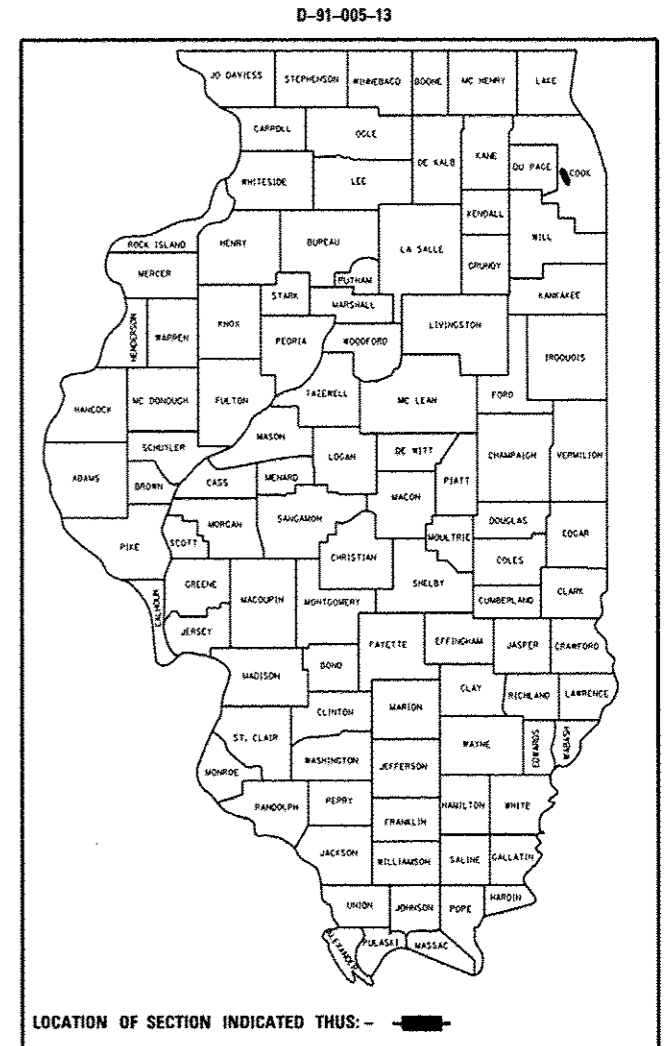 D-91-005-13
JO DAVIESS STEPHENSON WINNEBAGO BOONE MC HENRY LAKE
CARROLL OGLE DE KALB KANE DU PAGE COOK
WHITESIDE LEE
KENDALL
ROCK ISLAND HENRY BUREAU LA SALLE GRUNDY WILL
MERCER PUTNAM
STARK MARSHALL KANKAKEE
HENDERSON WARREN KNOX PEORIA WOODFORD LIVINGSTON IROQUOIS
HANCOCK MC DONOUGH FULTON TAZEWELL MC LEAN FORD
SCHUYLER MASON LOGAN DE WITT CHAMPAIGN VERMILION
ADAMS BROWN CASS MENARD PIATT
MACON
PIKE SCOTT MORGAN SANGAMON CHRISTIAN MOULTRIE DOUGLAS EDGAR
COLES
SHELBY
CALHOUN GREENE MACOUPIN MONTGOMERY CUMBERLAND CLARK
JERSEY FAYETTE EFFINGHAM JASPER CRAWFORD
MADISON BOND
CLAY RICHLAND LAWRENCE
CLINTON MARION
ST. CLAIR WAYNE EDWARDS WABASH
MONROE WASHINGTON JEFFERSON
RANDOLPH PERRY HAMILTON WHITE
FRANKLIN
JACKSON WILLIAMSON SALINE GALLATIN
UNION JOHNSON POPE HARDIN
ALEXANDER PULASKI MASSAC
LOCATION OF SECTION INDICATED THUS: -